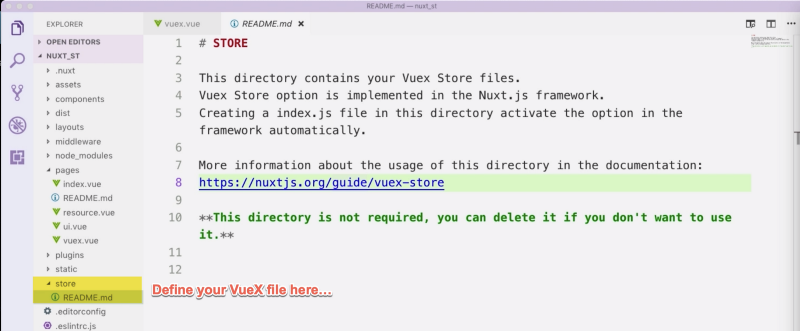 README.md — nuxt_st
EXPLORER
OPEN EDITORS
NUXT_ST
.nuxt
assets
components
dist
layouts
middleware
node_modules
pages
index.vue
README.md
resource.vue
ui.vue
vuex.vue
plugins
static
store
README.md
.editorconfig
.eslintrc.js
vuex.vue
README.md
1 # STORE
2
3 This directory contains your Vuex Store files.
4 Vuex Store option is implemented in the Nuxt.js framework.
5 Creating a index.js file in this directory activate the option in the
framework automatically.
6
7 More information about the usage of this directory in the documentation:
8 https://nuxtjs.org/guide/vuex-store
9
10 **This directory is not required, you can delete it if you don't want to use
it.**
11
12
Define your VueX file here...